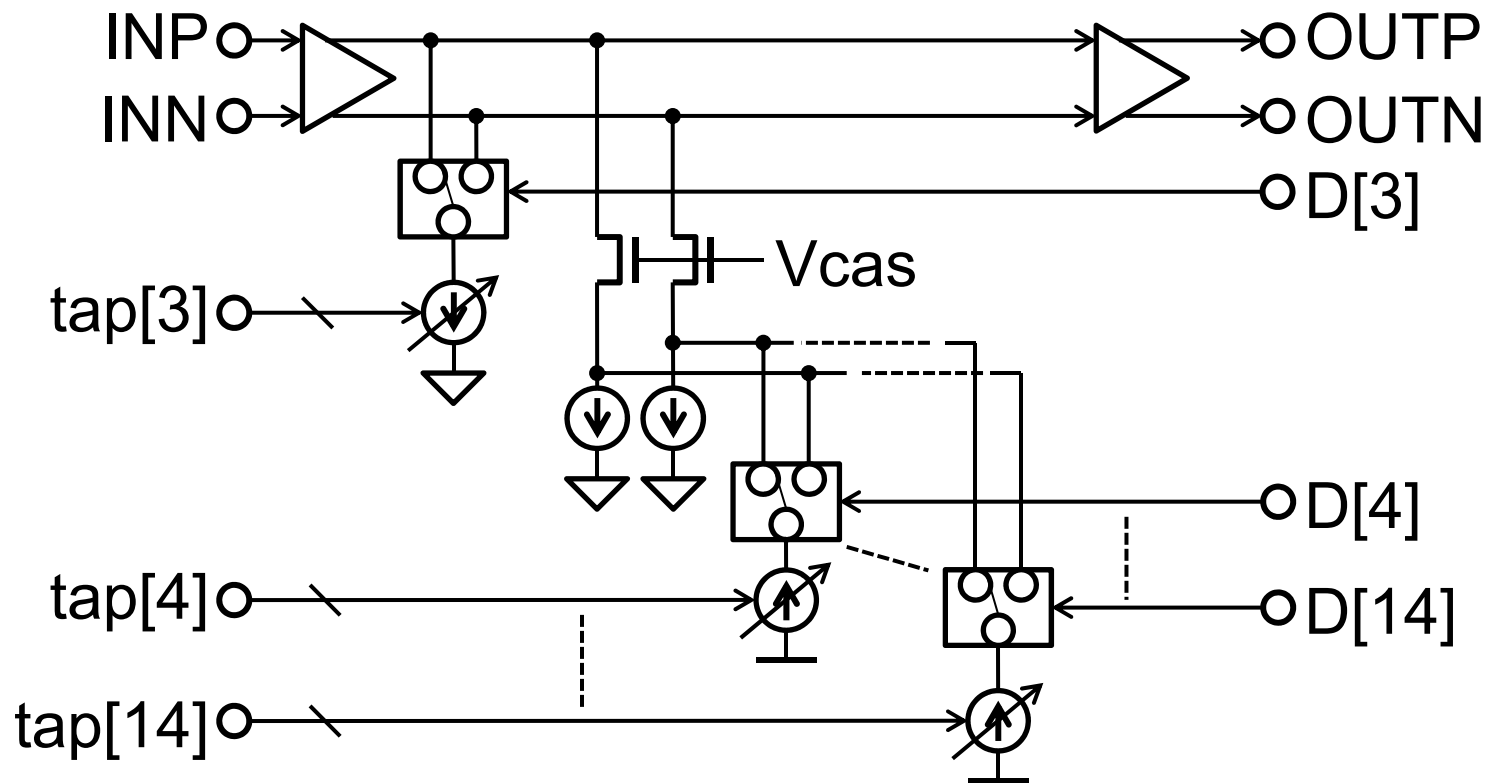 INP
OUTP
INN
OUTN
D[3]
Vcas
tap[3]
D[4]
tap[4]
D[14]
tap[14]